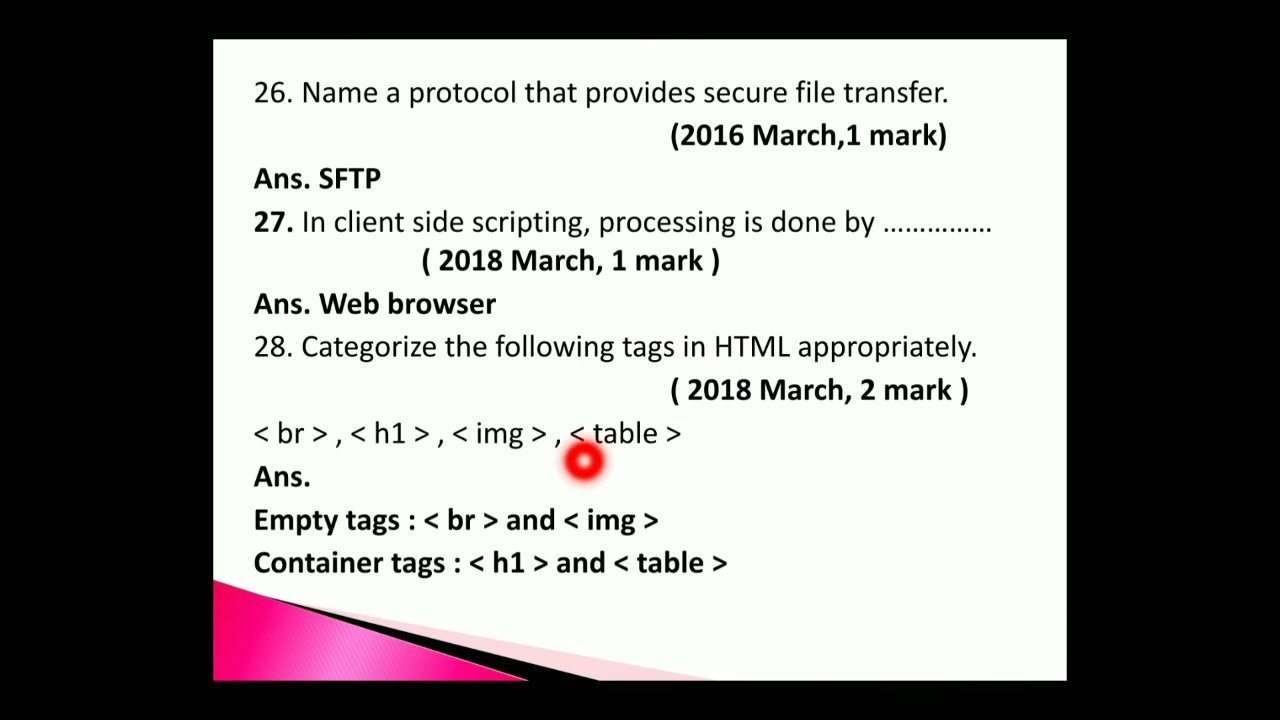 26. Name a protocol that provides secure file transfer.
(2016 March,1 mark)
Ans. SFTP
27. In client side scripting, processing is done by ...............
( 2018 March, 1 mark )
Ans. Web browser
28. Categorize the following tags in HTML appropriately.
( 2018 March, 2 mark )
< br > , < h1 > , < img > , < table >
Ans.
Empty tags : < br > and < img >
Container tags : < h1 > and < table >